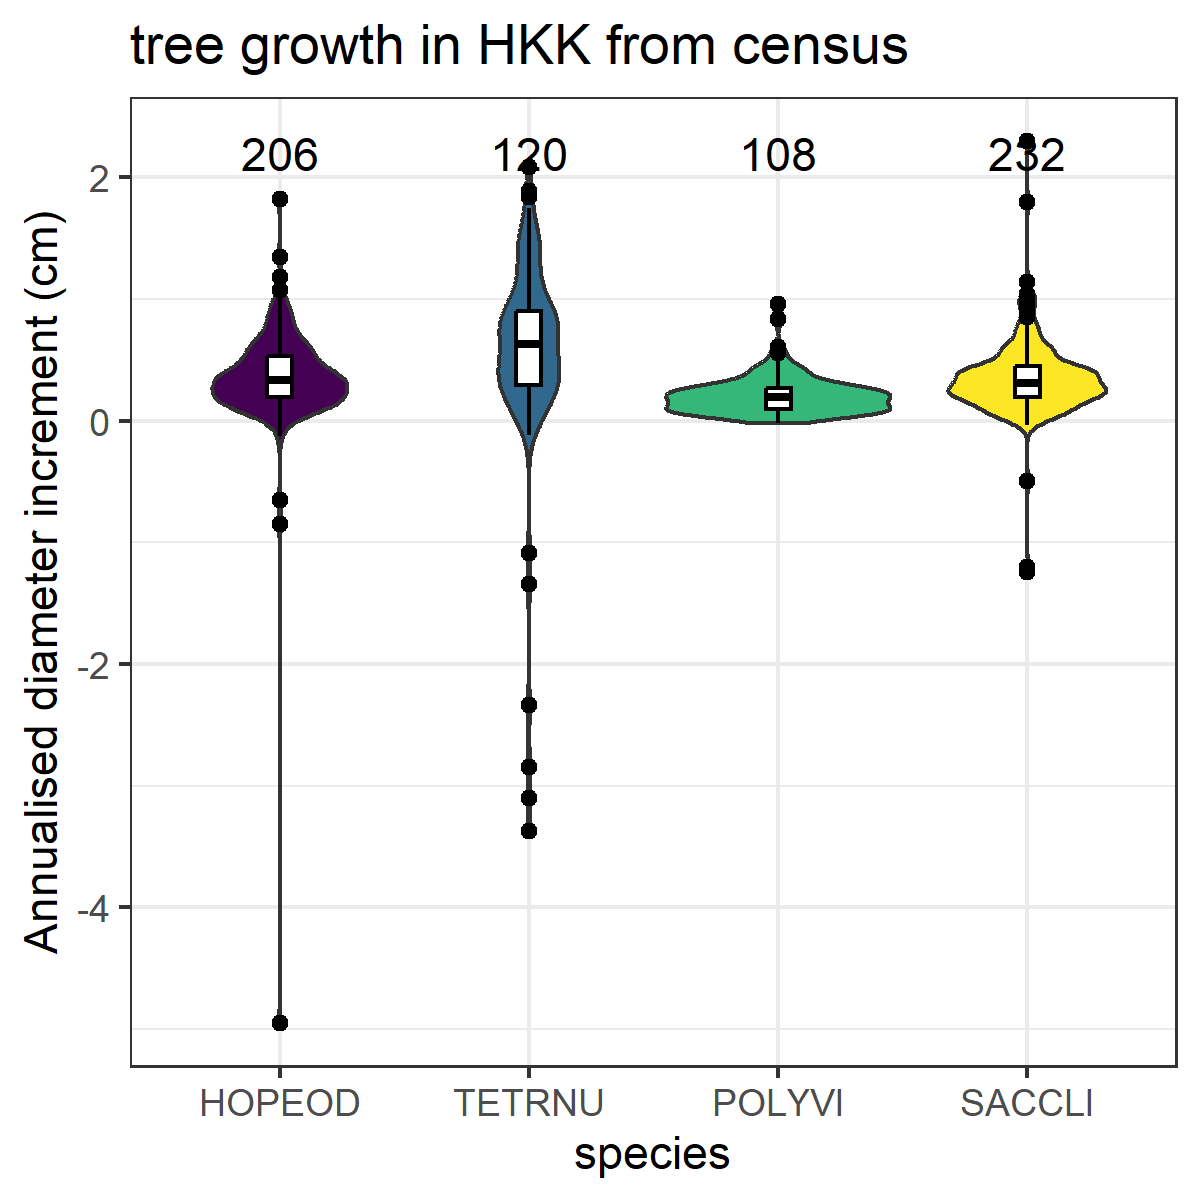 tree growth in HKK from census
206 120 108 232
2
0
-2
-4
Annualised diameter increment (cm)
HOPEOD TETRNU POLYVI SACCLI
species